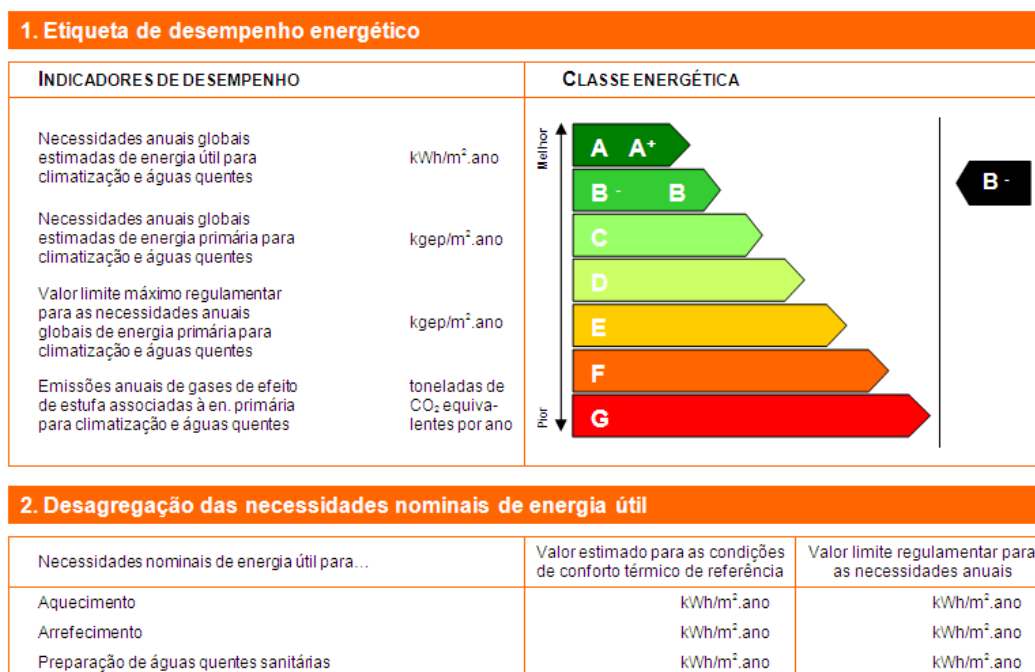 1. Etiqueta de desempenho energético
INDICADORES DE DESEMPENHO
CLASSE ENERGÉTICA
Necessidades anuais globais
estimadas de energia útil para
climatização e águas quentes
kWh/m².ano
Necessidades anuais globais
estimadas de energia primária para
climatização e águas quentes
kgep/m².ano
Valor limite máximo regulamentar
para as necessidades anuais
globais de energia primária para
climatização e águas quentes
kgep/m².ano
Emissões anuais de gases de efeito
de estufa associadas à en. primária
para climatização e águas quentes
toneladas de
CO₂ equiva-
lentes por ano
Melhor
Pior
A A⁺
B - B
C
D
E
F
G
B -
2. Desagregação das necessidades nominais de energia útil
Necessidades nominais de energia útil para...
Valor estimado para as condições
de conforto térmico de referência
Valor limite regulamentar para
as necessidades anuais
Aquecimento kWh/m².ano kWh/m².ano
Arrefecimento kWh/m².ano kWh/m².ano
Preparação de águas quentes sanitárias kWh/m².ano kWh/m².ano